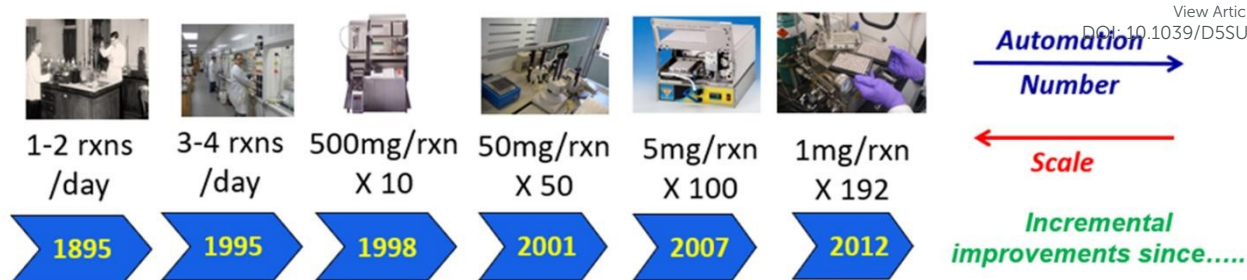 View Artic
DOI: 10.1039/D5SU
Automation
Number
Scale
1-2 rxns
/day
3-4 rxns
/day
500mg/rxn
X 10
50mg/rxn
X 50
5mg/rxn
X 100
1mg/rxn
X 192
1895
1995
1998
2001
2007
2012
Incremental
improvements since.....